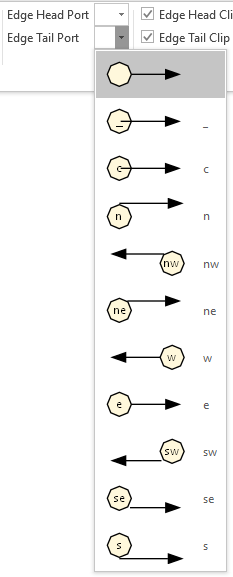 Edge Head Port Edge Head Cli
Edge Tail Port Edge Tail Clip
_ _
c c
n n
nw nw
ne ne
w w
e e
sw sw
se se
s s